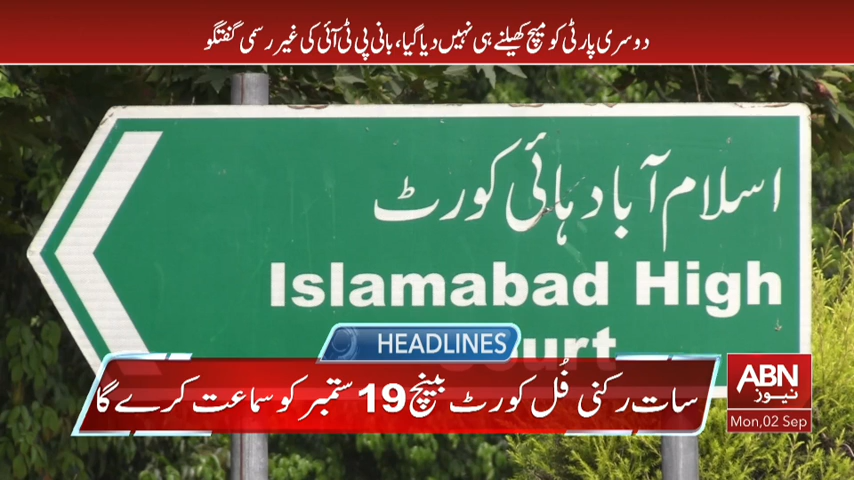 دوسری پارٹی کو میچ کھیلنے ہی نہیں دیا گیا، بانی پی ٹی آئی کی غیر رسمی گفتگو
اسلام آباد ہائی کورٹ
Islamabad High
Court
HEADLINES
سات رکنی فُل کورٹ بینچ 19 ستمبر کو سماعت کرے گا
ABN
نیوز
Mon,02 Sep